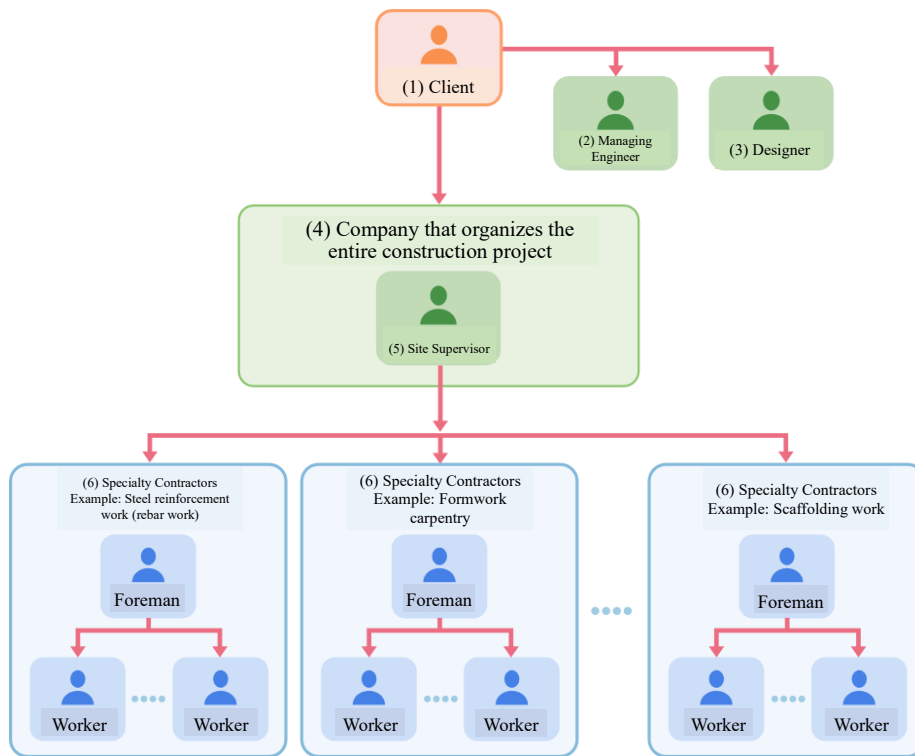 (1) Client
(2) Managing
Engineer
(3) Designer
(4) Company that organizes the
entire construction project
(5) Site Supervisor
(6) Specialty Contractors
Example: Steel reinforcement
work (rebar work)
Foreman
Worker
Worker
(6) Specialty Contractors
Example: Formwork
carpentry
Foreman
Worker
Worker
(6) Specialty Contractors
Example: Scaffolding work
Foreman
Worker
Worker